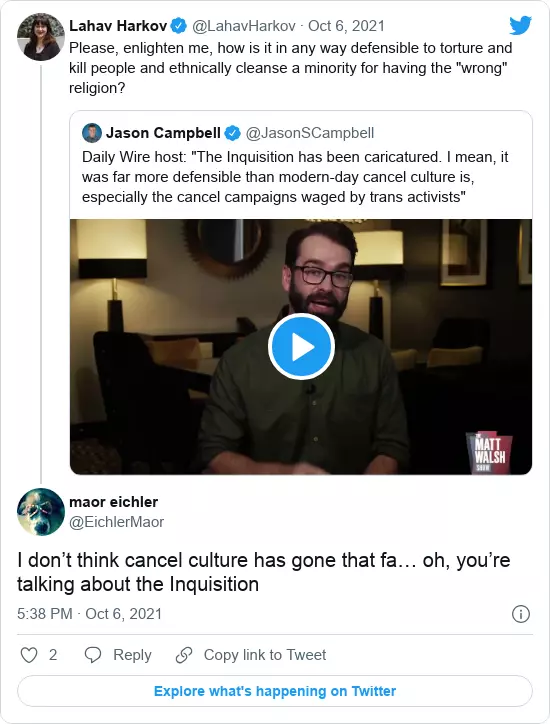 Lahav Harkov @LahavHarkov · Oct 6, 2021
Please, enlighten me, how is it in any way defensible to torture and
kill people and ethnically cleanse a minority for having the "wrong"
religion?
Jason Campbell @JasonSCampbell
Daily Wire host: "The Inquisition has been caricatured. I mean, it
was far more defensible than modern-day cancel culture is,
especially the cancel campaigns waged by trans activists"
THE
MATT
WALSH
SHOW
maor eichler
@EichlerMaor
I don’t think cancel culture has gone that fa… oh, you’re
talking about the Inquisition
5:38 PM · Oct 6, 2021
2 Reply Copy link to Tweet
Explore what's happening on Twitter